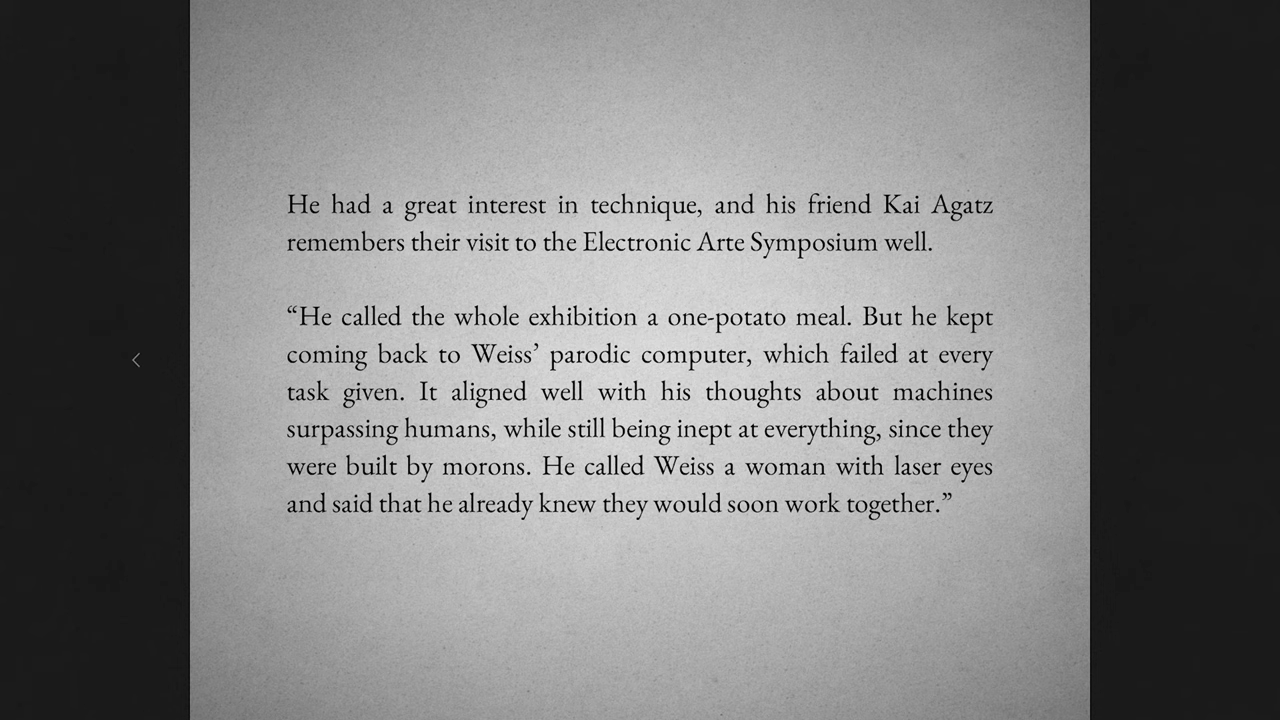 He had a great interest in technique, and his friend Kai Agatz
remembers their visit to the Electronic Arte Symposium well.
“He called the whole exhibition a one-potato meal. But he kept
coming back to Weiss’ parodic computer, which failed at every
task given. It aligned well with his thoughts about machines
surpassing humans, while still being inept at everything, since they
were built by morons. He called Weiss a woman with laser eyes
and said that he already knew they would soon work together.”